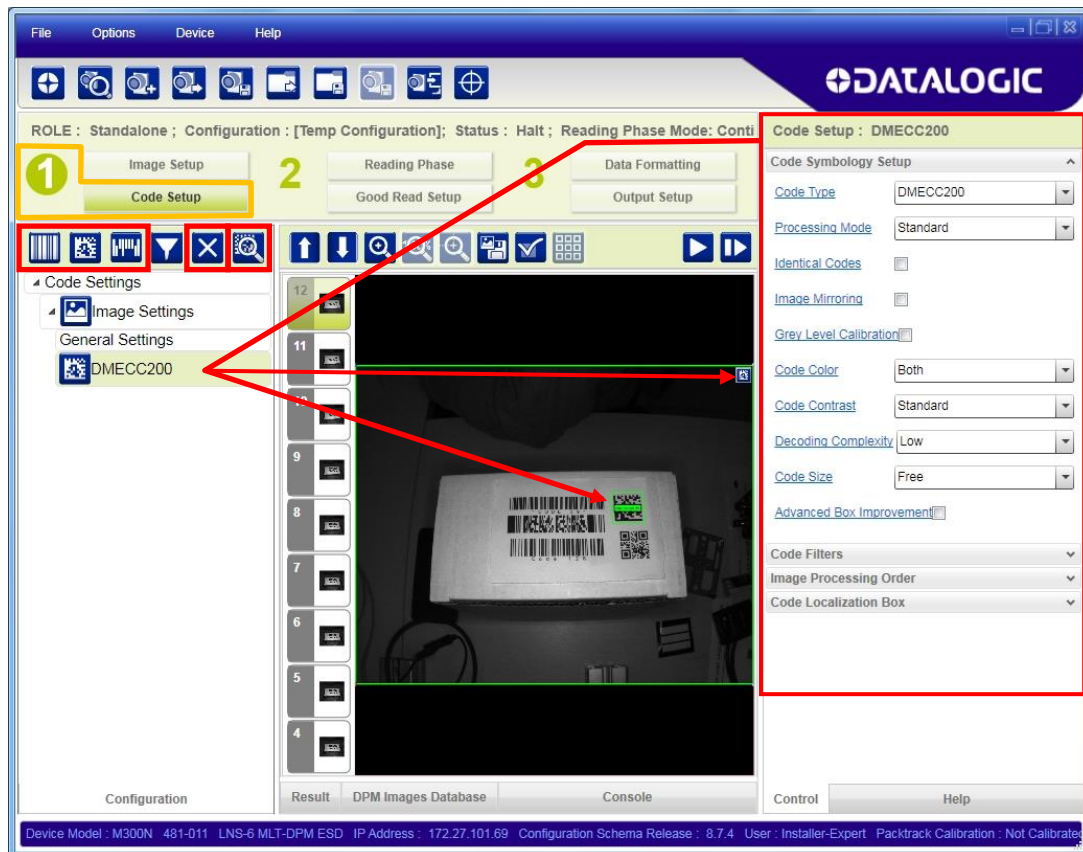 File Options Device Help
DATALOGIC
ROLE : Standalone ; Configuration : [Temp Configuration]; Status : Halt ; Reading Phase Mode: Conti
1 Image Setup
Code Setup
2 Reading Phase
Good Read Setup
3 Data Formatting
Output Setup
Code Settings
Image Settings
General Settings
DMECC200
12
11
10
9
8
7
6
5
4
Code 128
Configuration
Result DPM Images Database Console
Code Setup : DMECC200
Code Symbology Setup
Code Type DMECC200
Processing Mode Standard
Identical Codes
Image Mirroring
Grey Level Calibration
Code Color Both
Code Contrast Standard
Decoding Complexity Low
Code Size Free
Advanced Box Improvement
Code Filters
Image Processing Order
Code Localization Box
Control Help
Device Model : M300N 481-011 LNS-6 MLT-DPM ESD IP Address : 172.27.101.69 Configuration Schema Release : 8.7.4 User : Installer-Expert Packtrack Calibration : Not Calibrated